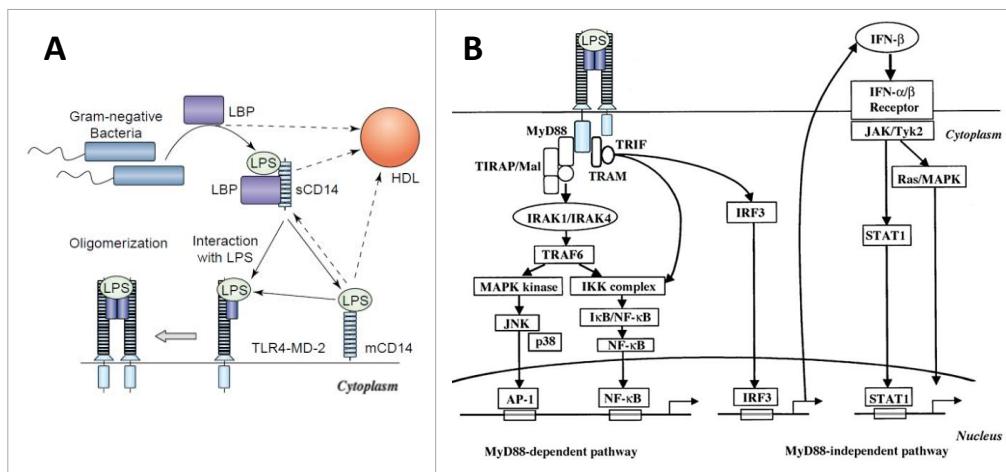 A
LBP
Gram-negative
Bacteria
LPS
LBP
sCD14
HDL
Oligomerization
Interaction
with LPS
LPS
LPS
LPS
TLR4-MD-2
mCD14
Cytoplasm
B
LPS
IFN-β
IFN-α/β
Receptor
MyD88
JAK/Tyk2
Cytoplasm
TRIF
TIRAP/Mal
TRAM
Ras/MAPK
IRAK1/IRAK4
IRF3
STAT1
TRAF6
MAPK kinase
IKK complex
JNK
IκB/NF-κB
p38
NF-κB
AP-1
NF-κB
IRF3
STAT1
Nucleus
MyD88-dependent pathway
MyD88-independent pathway